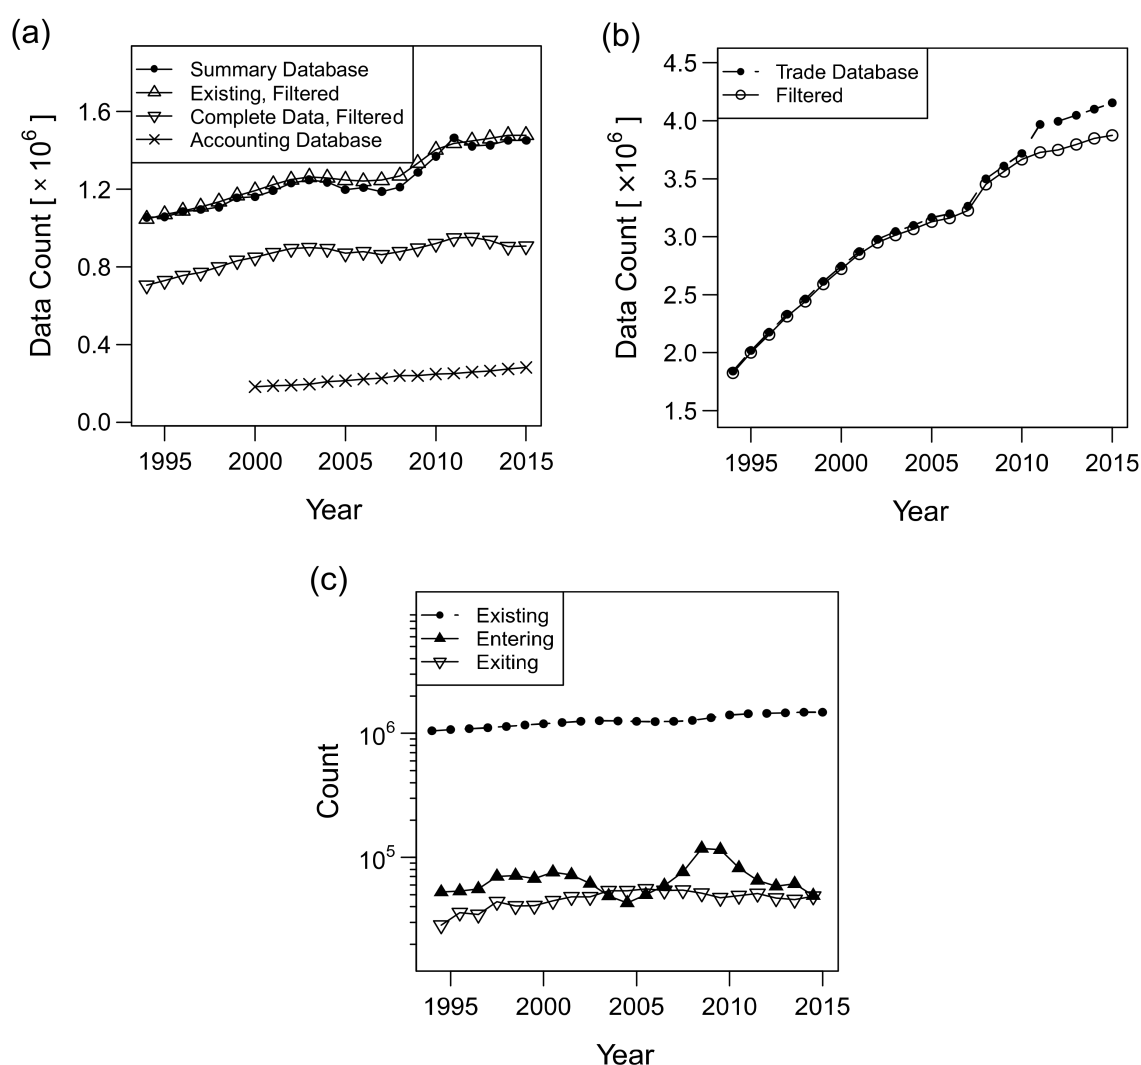 (a)
Summary Database
Existing, Filtered
Complete Data, Filtered
Accounting Database
Data Count [ ×10⁶ ]
1.6
1.2
0.8
0.4
0.0
1995 2000 2005 2010 2015
Year
(b)
Trade Database
Filtered
Data Count [ ×10⁶ ]
4.5
4.0
3.5
3.0
2.5
2.0
1.5
1995 2000 2005 2010 2015
Year
(c)
Existing
Entering
Exiting
Count
10⁶
10⁵
1995 2000 2005 2010 2015
Year